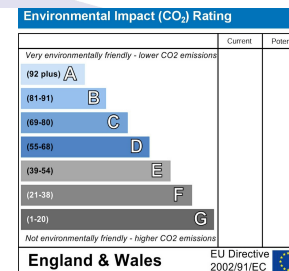 Environmental Impact (CO₂) Rating
Current Poten
Very environmentally friendly - lower CO2 emissions
(92 plus) A
(81-91) B
(69-80) C
(55-68) D
(39-54) E
(21-38) F
(1-20) G
Not environmentally friendly - higher CO2 emissions
England & Wales
EU Directive
2002/91/EC